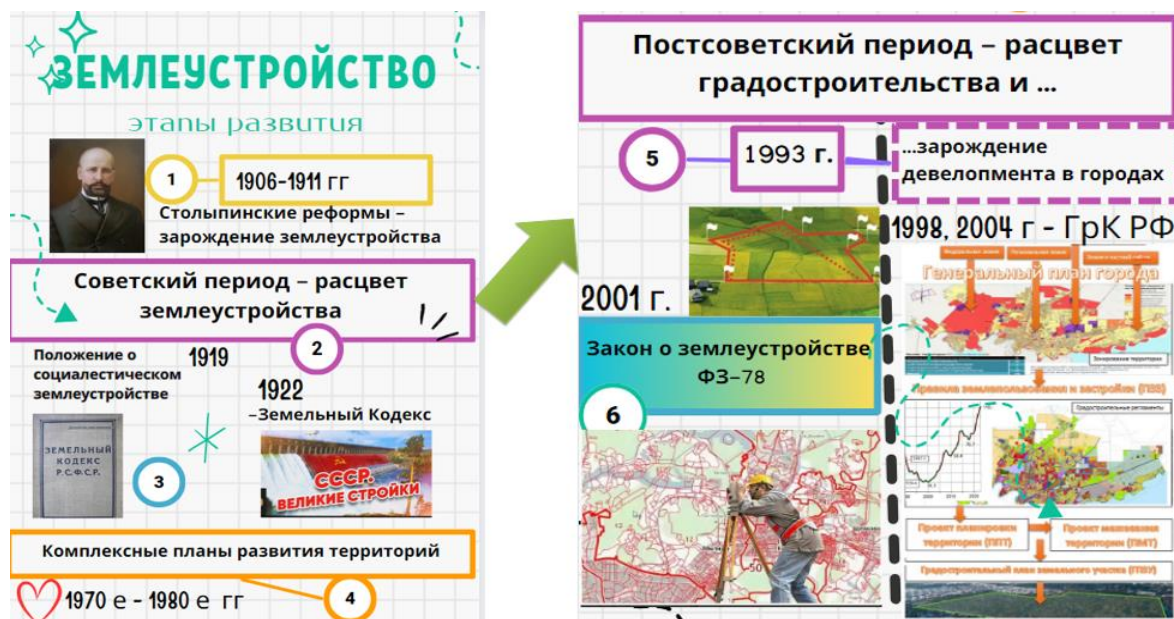 ЗЕМЛЕУСТРОЙСТВО
этапы развития
1
1906-1911 гг
Столыпинские реформы –
зарождение землеустройства
Советский период – расцвет
землеустройства
2
Положение о
социалестическом
землеустройстве
1919
1922
–Земельный Кодекс
ЗЕМЕЛЬНЫЙ
КОДЕКС
Р.С.Ф.С.Р.
3
СССР.
ВЕЛИКИЕ СТРОЙКИ
Комплексные планы развития территорий
1970 е - 1980 е гг
4
Постсоветский период – расцвет
градостроительства и ...
5
1993 г.
...зарождение
девелопмента в городах
1998, 2004 г - ГрК РФ
2001 г.
Закон о землеустройстве
ФЗ–78
6
Генеральный план города
Зонирование территории
Правила землепользования и застройки (ПЗЗ)
Градостроительные регламенты
Проект планировки
территории (ППТ)
Проект межевания
территории (ПМТ)
Градостроительный план земельного участка (ГПЗУ)